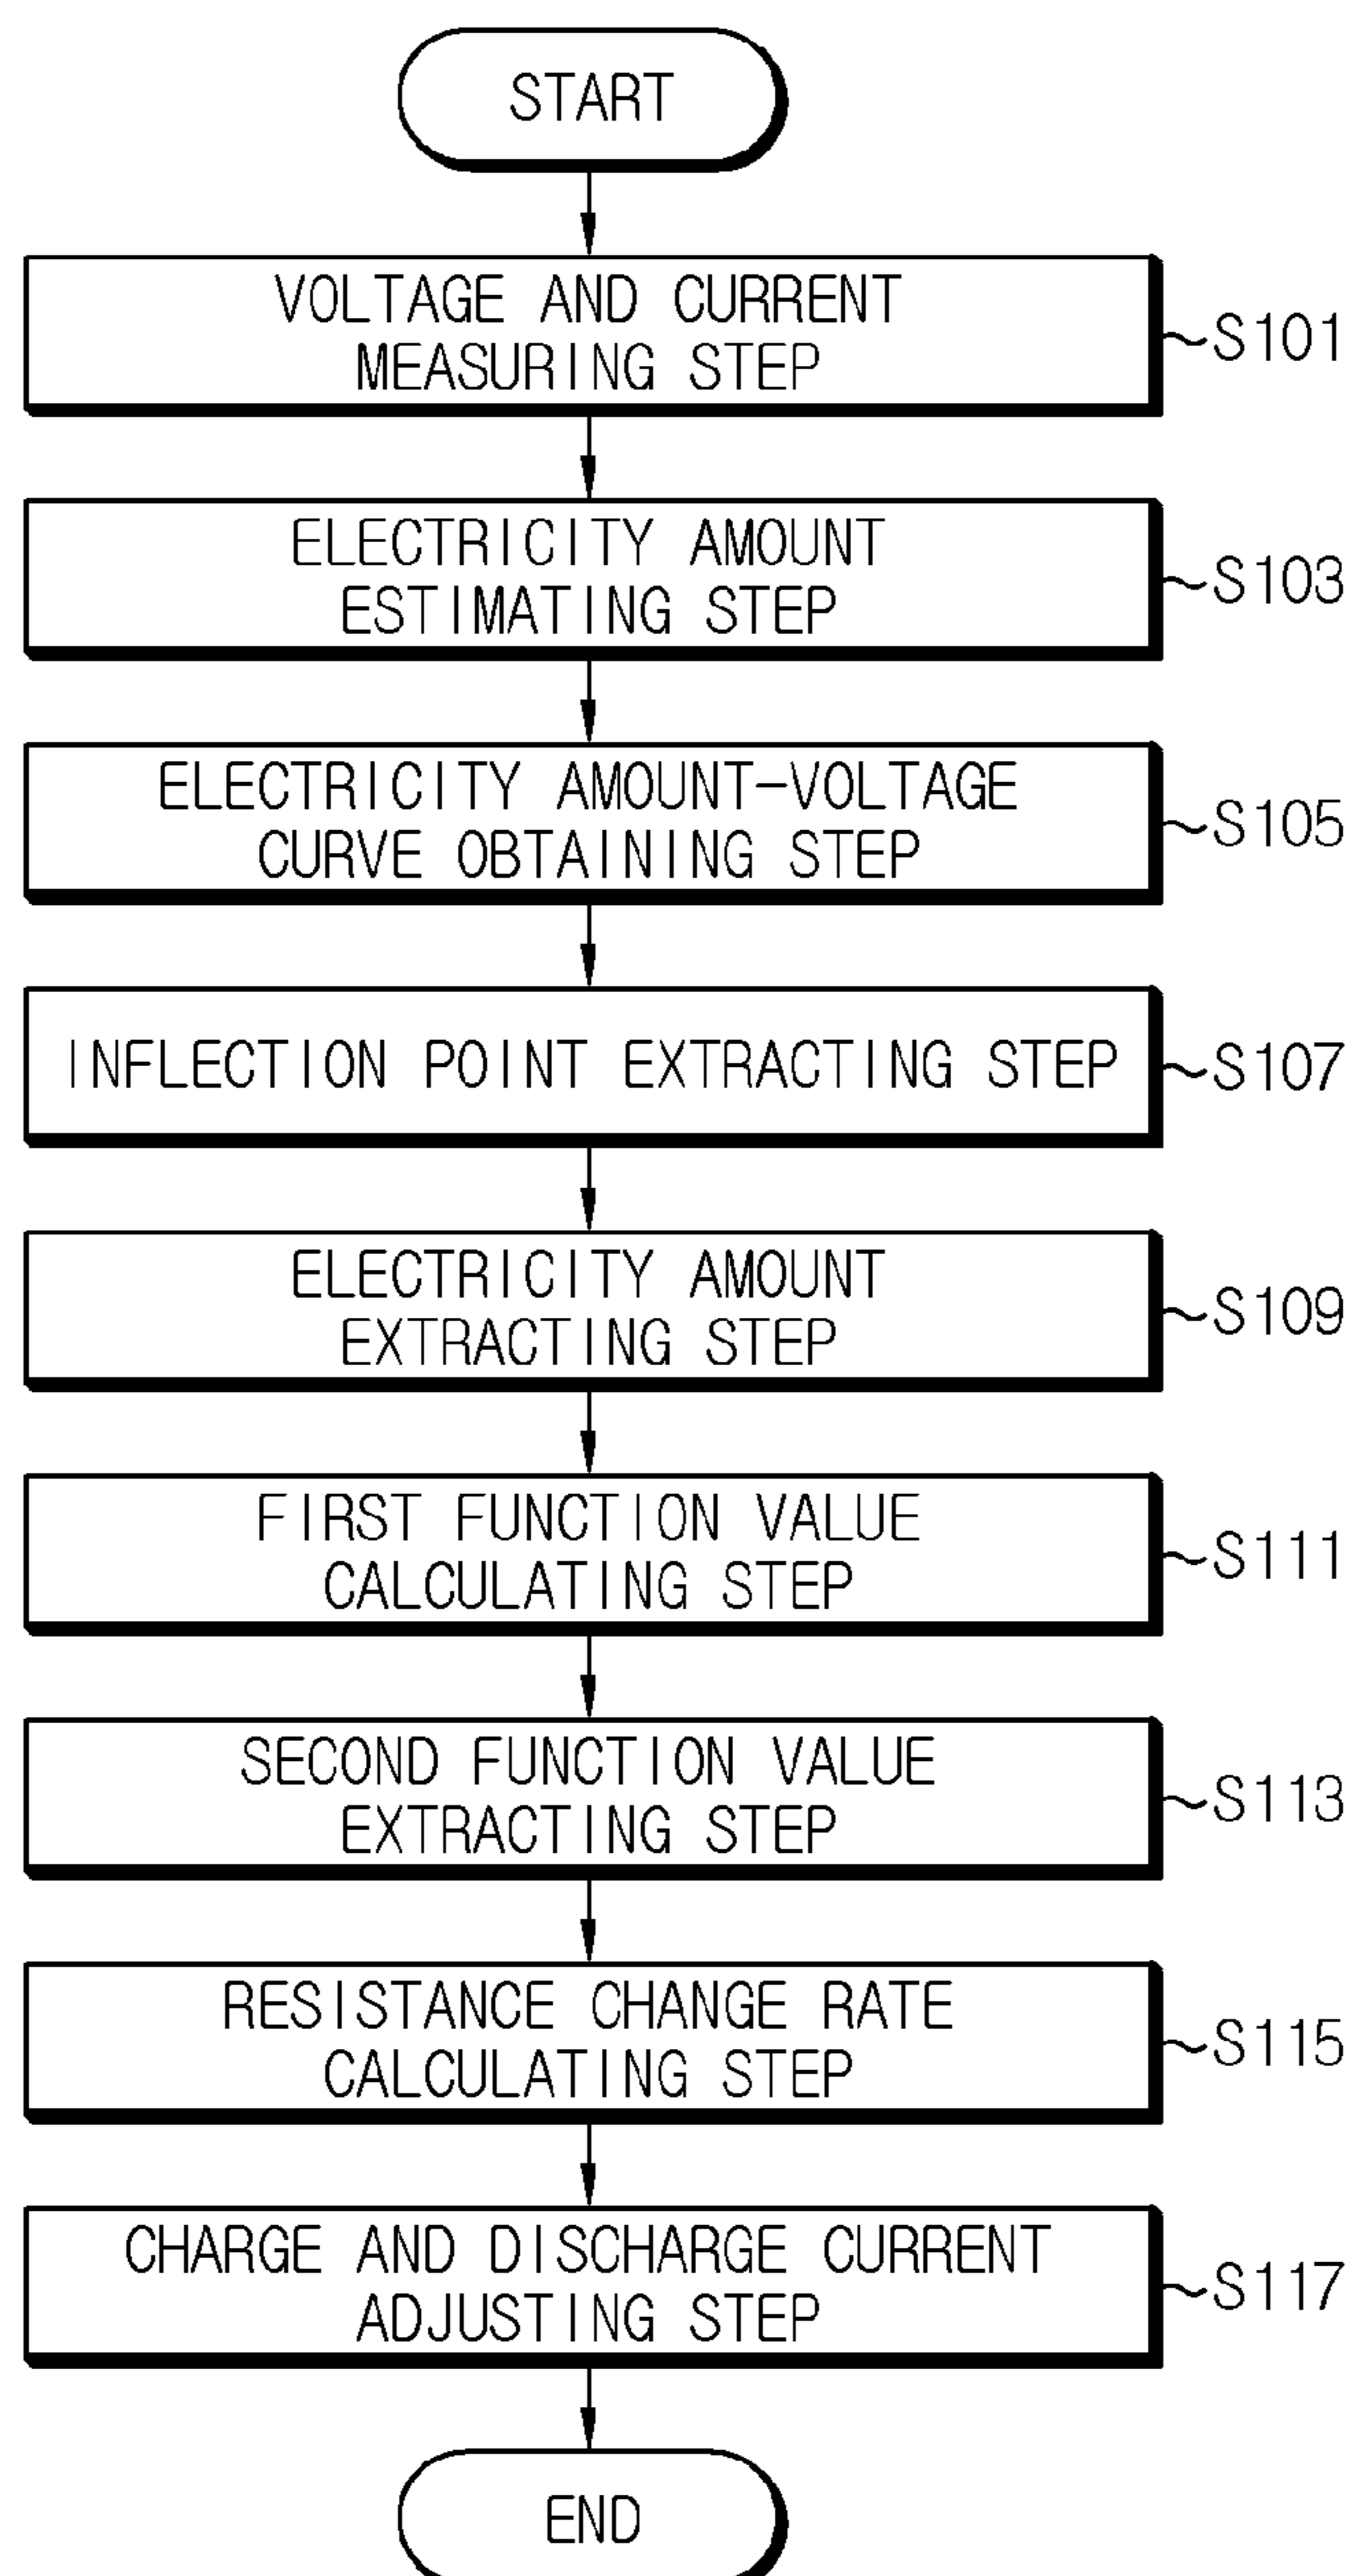 START
VOLTAGE AND CURRENT
MEASURING STEP
S101
ELECTRICITY AMOUNT
ESTIMATING STEP
S103
ELECTRICITY AMOUNT-VOLTAGE
CURVE OBTAINING STEP
S105
INFLECTION POINT EXTRACTING STEP
S107
ELECTRICITY AMOUNT
EXTRACTING STEP
S109
FIRST FUNCTION VALUE
CALCULATING STEP
S111
SECOND FUNCTION VALUE
EXTRACTING STEP
S113
RESISTANCE CHANGE RATE
CALCULATING STEP
S115
CHARGE AND DISCHARGE CURRENT
ADJUSTING STEP
S117
END